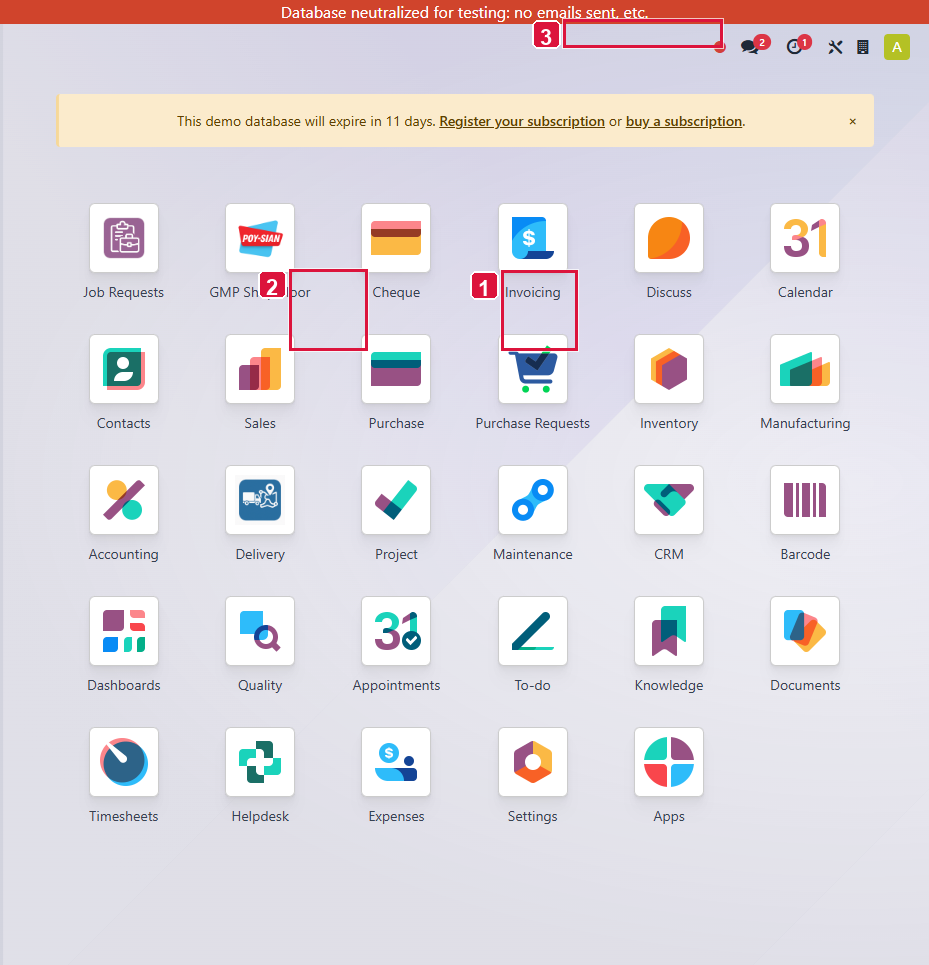 Database neutralized for testing: no emails sent, etc.
3
2
1
A
This demo database will expire in 11 days. Register your subscription or buy a subscription.
×
POY-SIAN
$
31
Job Requests
GMP Sh
oor
Cheque
Invoicing
Discuss
Calendar
2
1
Contacts
Sales
Purchase
Purchase Requests
Inventory
Manufacturing
Accounting
Delivery
Project
Maintenance
CRM
Barcode
31
Dashboards
Quality
Appointments
To-do
Knowledge
Documents
$
Timesheets
Helpdesk
Expenses
Settings
Apps